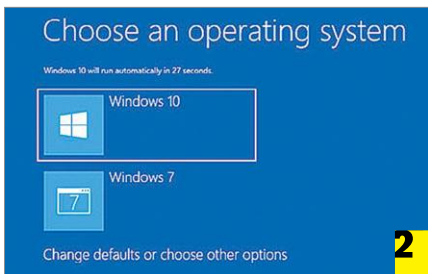 Choose an operating system
Windows 10 will run automatically in 27 seconds.
Windows 10
7
Windows 7
Change defaults or choose other options
2